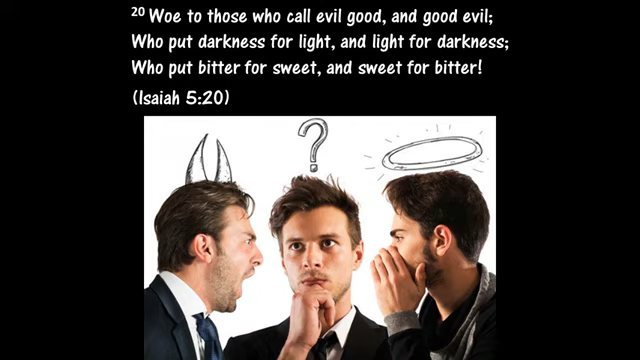 20 Woe to those who call evil good, and good evil;
Who put darkness for light, and light for darkness;
Who put bitter for sweet, and sweet for bitter!
(Isaiah 5:20)
?